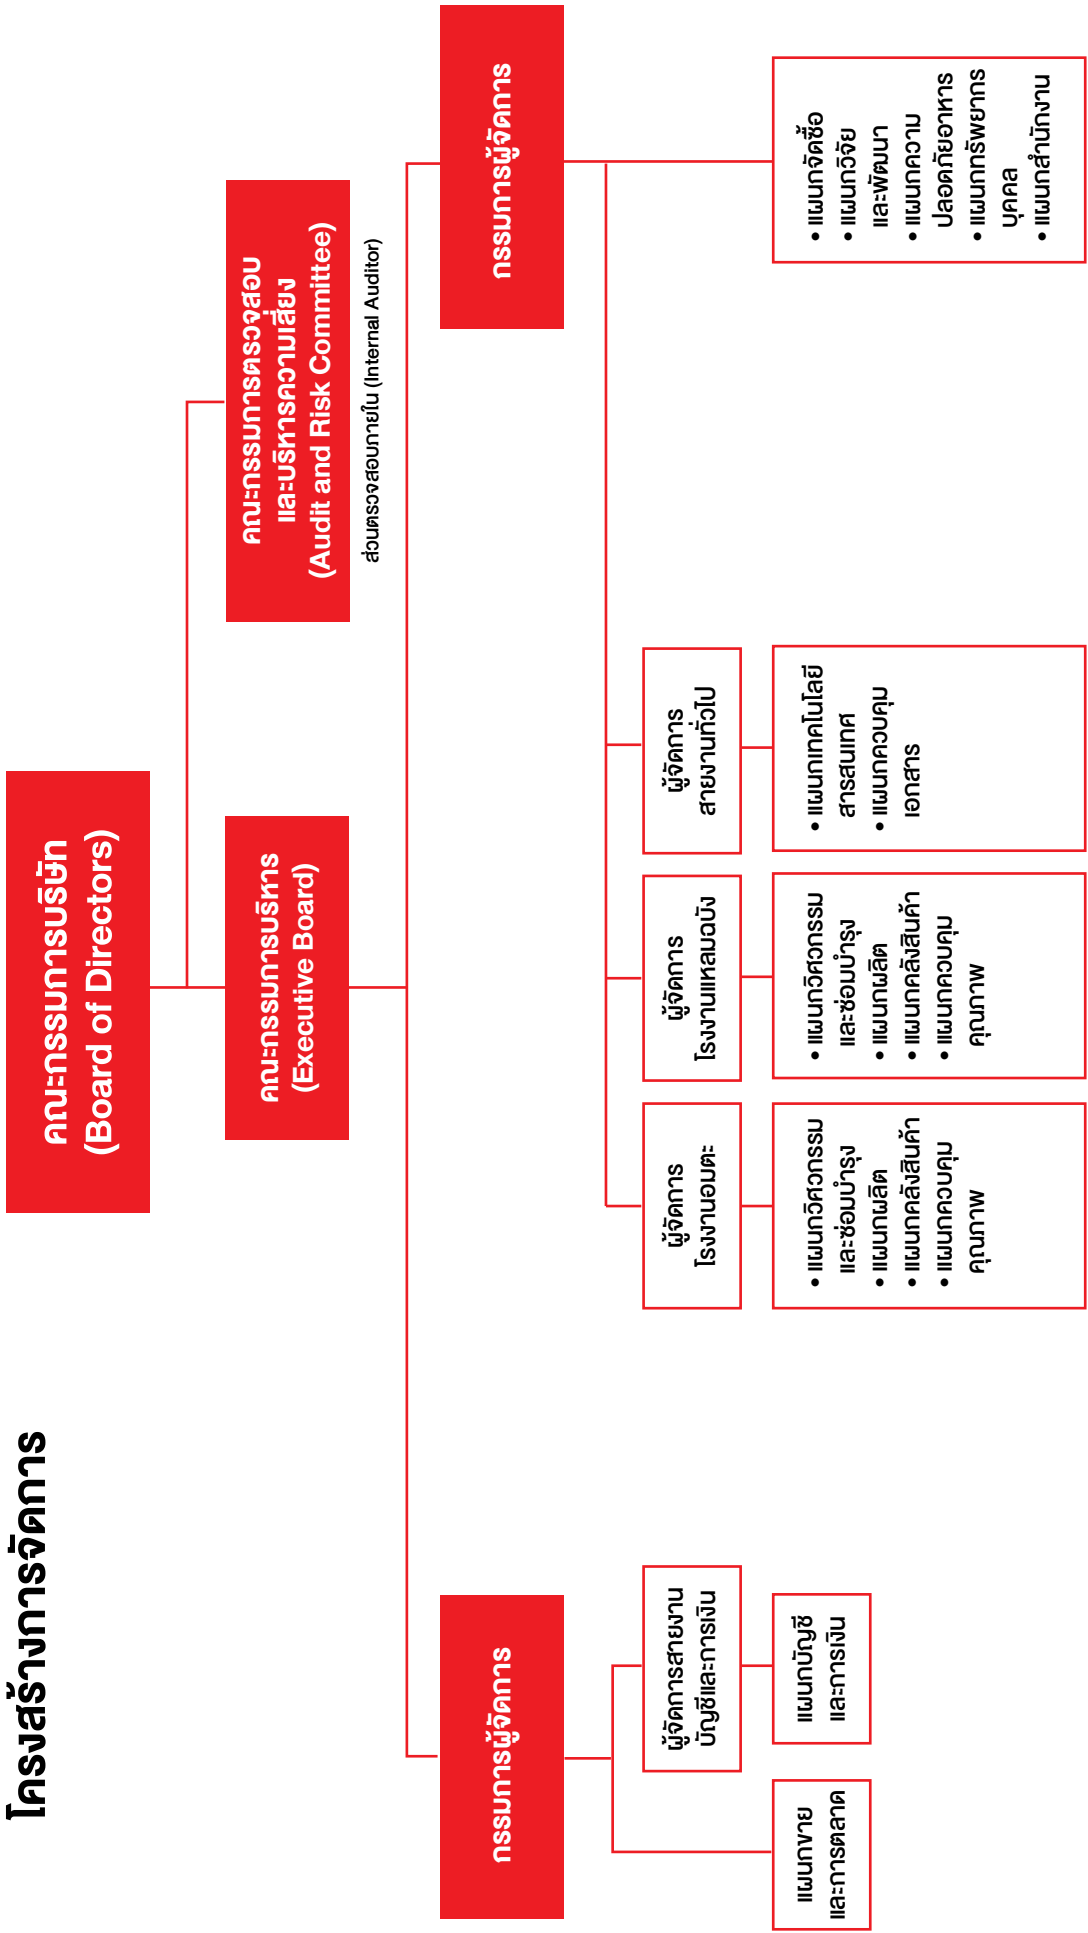 โครงสร้างการจัดการ
คณะกรรมการบริษัท
(Board of Directors)
คณะกรรมการบริหาร
(Executive Board)
คณะกรรมการตรวจสอบ
และบริหารความเสี่ยง
(Audit and Risk Committee)
ส่วนตรวจสอบภายใน (Internal Auditor)
กรรมการผู้จัดการ
กรรมการผู้จัดการ
ผู้จัดการสายงาน
บัญชีและการเงิน
ผู้จัดการ
โรงงานอมตะ
ผู้จัดการ
โรงงานแหลมฉบัง
ผู้จัดการ
สายงานทั่วไป
แผนกขาย
และการตลาด
แผนกบัญชี
และการเงิน
• แผนกวิศวกรรม
และซ่อมบำรุง
• แผนกผลิต
• แผนกคลังสินค้า
• แผนกควบคุม
คุณภาพ
• แผนกวิศวกรรม
และซ่อมบำรุง
• แผนกผลิต
• แผนกคลังสินค้า
• แผนกควบคุม
คุณภาพ
• แผนกเทคโนโลยี
สารสนเทศ
• แผนกควบคุม
เอกสาร
• แผนกจัดซื้อ
• แผนกวิจัย
และพัฒนา
• แผนกความ
ปลอดภัยอาหาร
• แผนกทรัพยากร
บุคคล
• แผนกสำนักงาน